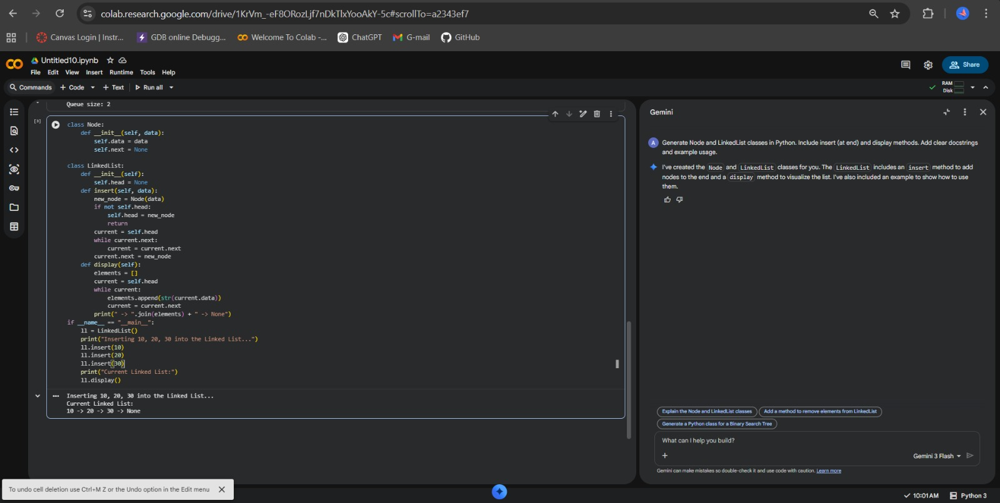 colab.research.google.com/drive/1KrVm_-eF8ORozLjf7nDkTlxYooAkY-5c#scrollTo=a2343ef7
Canvas Login | Instr...
GDB online Debugg...
Welcome To Colab -...
ChatGPT
G-mail
GitHub
Untitled10.ipynb
File Edit View Insert Runtime Tools Help
Share
Commands + Code + Text Run all
RAM
Disk
Queue size: 2
[3]
class Node:
    def __init__(self, data):
        self.data = data
        self.next = None
class LinkedList:
    def __init__(self):
        self.head = None
    def insert(self, data):
        new_node = Node(data)
        if not self.head:
            self.head = new_node
            return
        current = self.head
        while current.next:
            current = current.next
        current.next = new_node
    def display(self):
        elements = []
        current = self.head
        while current:
            elements.append(str(current.data))
            current = current.next
        print(" -> ".join(elements) + " -> None")
if __name__ == "__main__":
    ll = LinkedList()
    print("Inserting 10, 20, 30 into the Linked List...")
    ll.insert(10)
    ll.insert(20)
    ll.insert(30)
    print("Current Linked List:")
    ll.display()
Inserting 10, 20, 30 into the Linked List...
Current Linked List:
10 -> 20 -> 30 -> None
Gemini
A
Generate Node and LinkedList classes in Python. Include insert (at end) and display methods. Add clear docstrings
and example usage.
I've created the Node and LinkedList classes for you. The LinkedList includes an insert method to add
nodes to the end and a display method to visualize the list. I've also included an example to show how to use
them.
Explain the Node and LinkedList classes
Add a method to remove elements from LinkedList
Generate a Python class for a Binary Search Tree
What can I help you build?
+
Gemini 3 Flash
Gemini can make mistakes so double-check it and use code with caution. Learn more
To undo cell deletion use Ctrl+M Z or the Undo option in the Edit menu
10:01 AM
Python 3